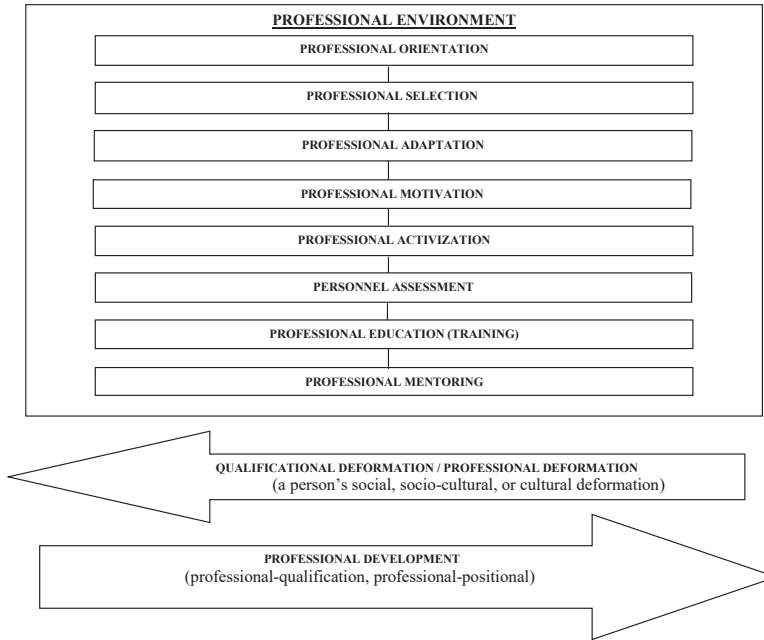 PROFESSIONAL ENVIRONMENT
PROFESSIONAL ORIENTATION
PROFESSIONAL SELECTION
PROFESSIONAL ADAPTATION
PROFESSIONAL MOTIVATION
PROFESSIONAL ACTIVIZATION
PERSONNEL ASSESSMENT
PROFESSIONAL EDUCATION (TRAINING)
PROFESSIONAL MENTORING
QUALIFICATIONAL DEFORMATION / PROFESSIONAL DEFORMATION
(a person’s social, socio-cultural, or cultural deformation)
PROFESSIONAL DEVELOPMENT
(professional-qualification, professional-positional)